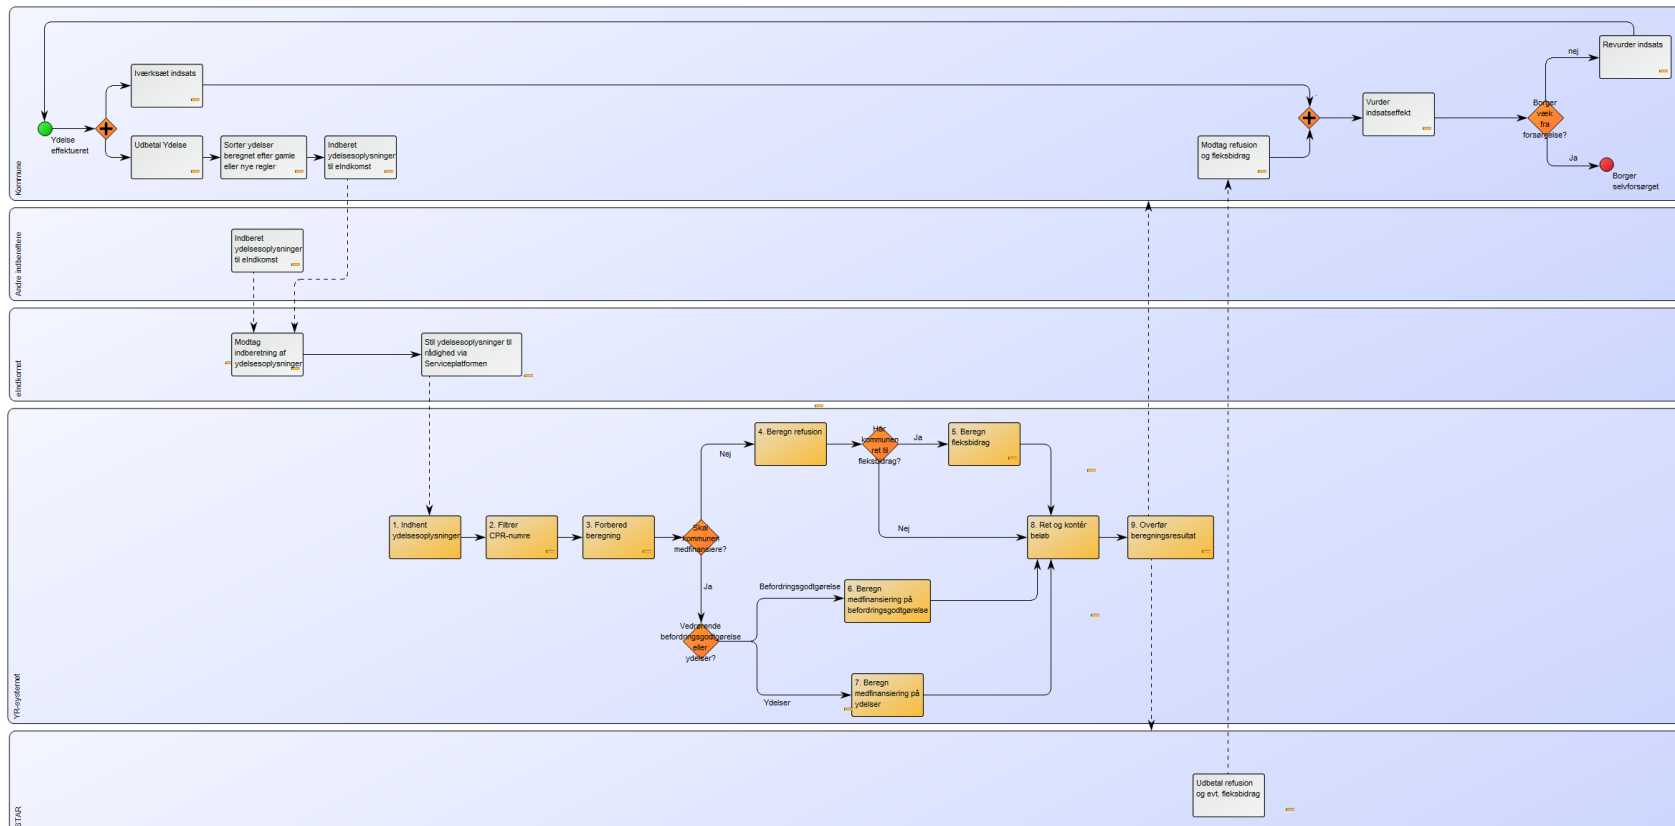 Kommune
Ydelse
effektueret
Iværksæt indsats
Udbetal Ydelse
Sorter ydelser
beregnet efter gamle
eller nye regler
Indberet
ydelsesoplysninger
til eIndkomst
Modtag refusion
og fleksbidrag
Vurder
indsatseffekt
Borger
væk
fra
forsørgelse?
nej
Revurder indsats
Ja
Borger
selvforsørget
Andre indberettere
Indberet
ydelsesoplysninger
til eIndkomst
eIndkomst
Modtag
indberetning af
ydelsesoplysninger
Stil ydelsesoplysninger til
rådighed via
Serviceplatformen
YR-systemet
1. Indhent
ydelsesoplysninger
2. Filtrer
CPR-numre
3. Forbered
beregning
Skal
kommunen
medfinansiere?
Nej
4. Beregn refusion
Har
kommunen
ret til
fleksbidrag?
Ja
5. Beregn
fleksbidrag
Nej
8. Ret og kontér
beløb
9. Overfør
beregningsresultat
Ja
Vedrørende
befordringsgodtgørelse
eller
ydelser?
Befordringsgodtgørelse
6. Beregn
medfinansiering på
befordringsgodtgørelse
Ydelser
7. Beregn
medfinansiering på
ydelser
STAR
Udbetal refusion
og evt. fleksbidrag